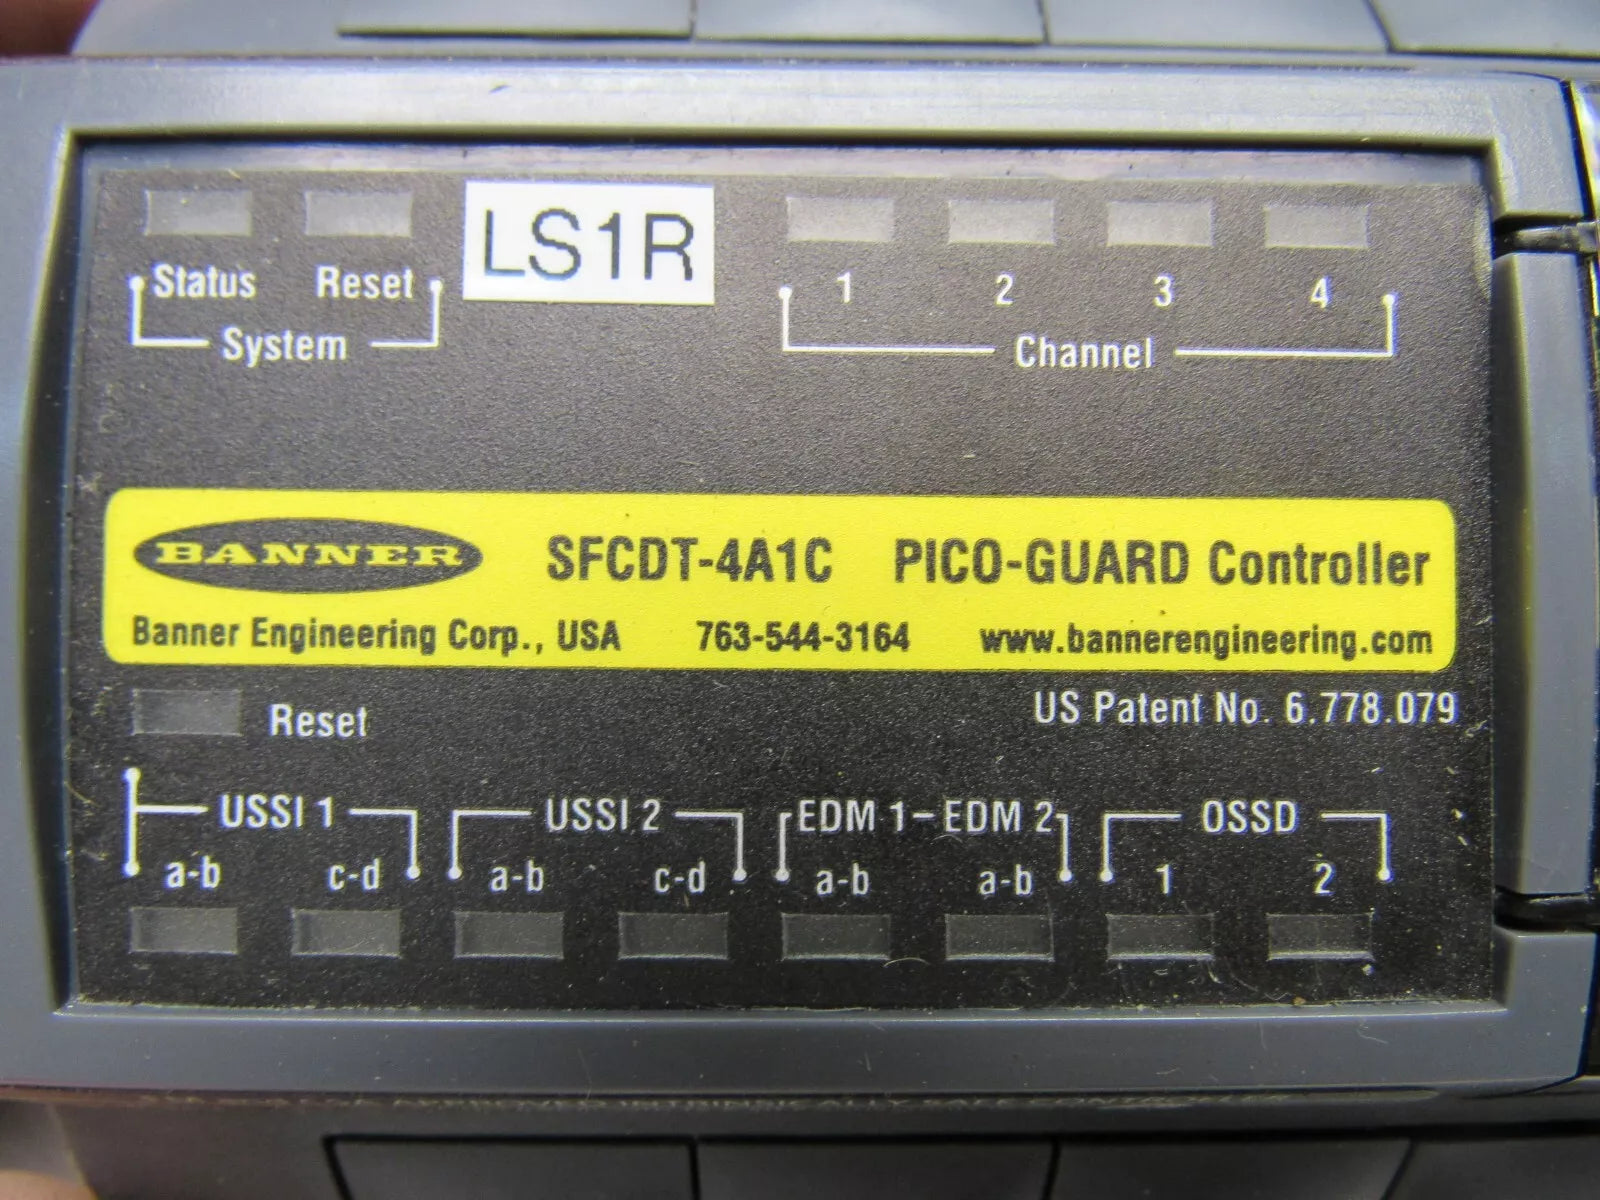 LS1R
Status Reset
System
1 2 3 4
Channel
BANNER SFCDT-4A1C PICO-GUARD Controller
Banner Engineering Corp., USA 763-544-3164 www.bannerengineering.com
Reset
US Patent No. 6.778.079
USSI 1 USSI 2 EDM 1-EDM 2 OSSD
a-b c-d a-b c-d a-b a-b 1 2